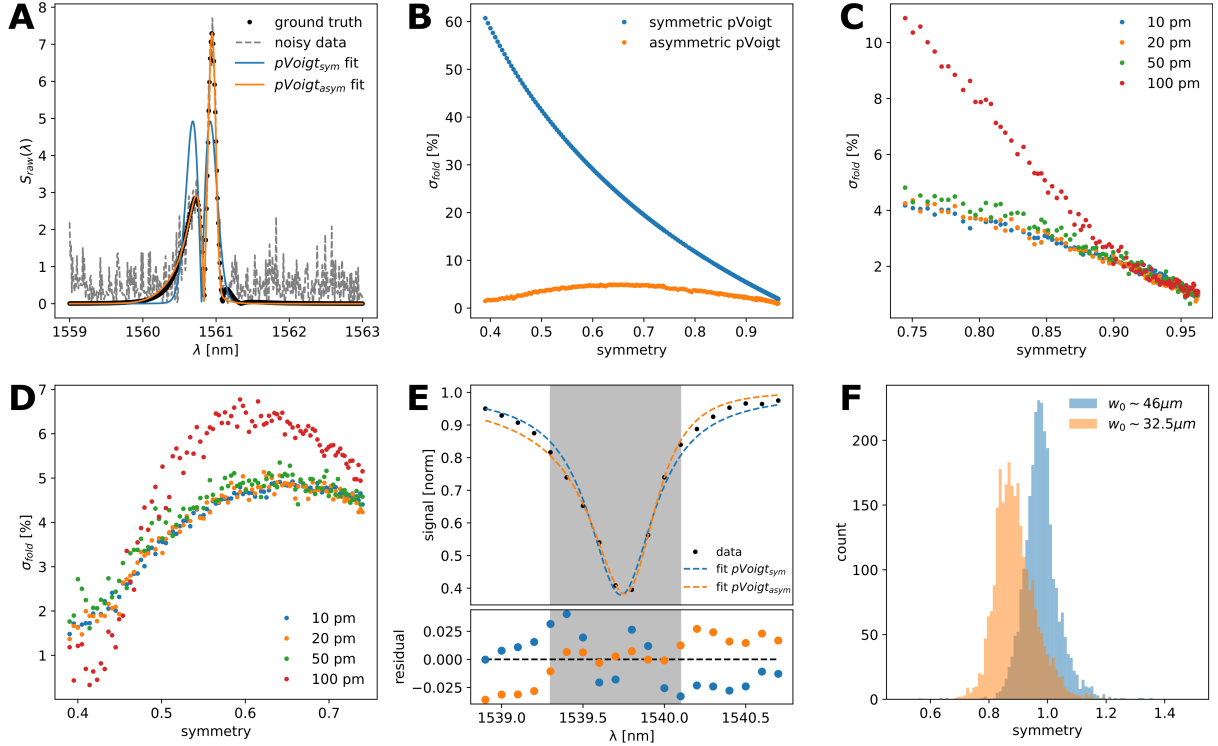 A
8
7
6
5
4
3
2
1
0
S_raw(λ)
1559
1560
1561
1562
1563
λ [nm]
ground truth
noisy data
pVoigt_sym fit
pVoigt_asym fit
B
60
50
40
30
20
10
0
σ_fold [%]
0.4
0.5
0.6
0.7
0.8
0.9
symmetry
symmetric pVoigt
asymmetric pVoigt
C
10
8
6
4
2
σ_fold [%]
0.75
0.80
0.85
0.90
0.95
symmetry
10 pm
20 pm
50 pm
100 pm
D
7
6
5
4
3
2
1
σ_fold [%]
0.4
0.5
0.6
0.7
symmetry
10 pm
20 pm
50 pm
100 pm
E
1.0
0.9
0.8
0.7
0.6
0.5
0.4
signal [norm]
data
fit pVoigt_sym
fit pVoigt_asym
0.025
0.000
−0.025
residual
1539.0
1539.5
1540.0
1540.5
λ [nm]
F
200
150
100
50
0
count
0.6
0.8
1.0
1.2
1.4
symmetry
w_0 ~ 46μm
w_0 ~ 32.5μm